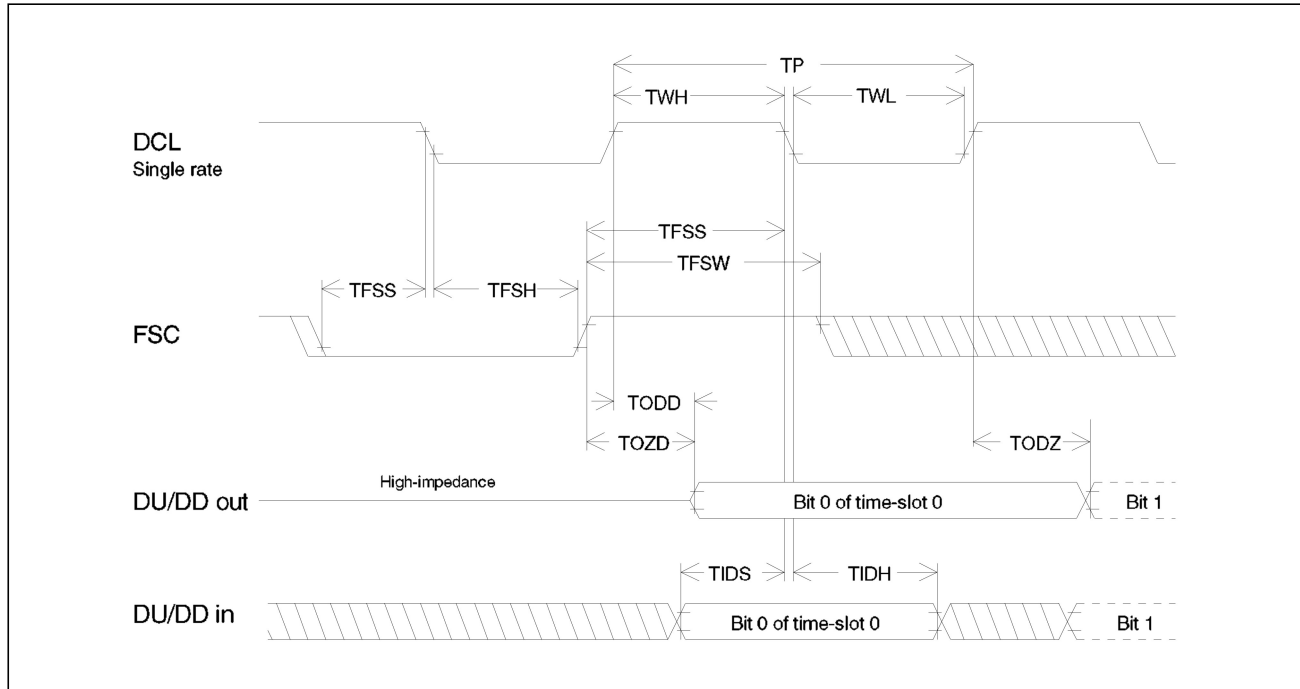 TP
TWH
TWL
DCL
Single rate
TFSS
TFSW
TFSS
TFSH
FSC
TODD
TOZD
TODZ
High-impedance
DU/DD out
Bit 0 of time-slot 0
Bit 1
TIDS
TIDH
DU/DD in
Bit 0 of time-slot 0
Bit 1